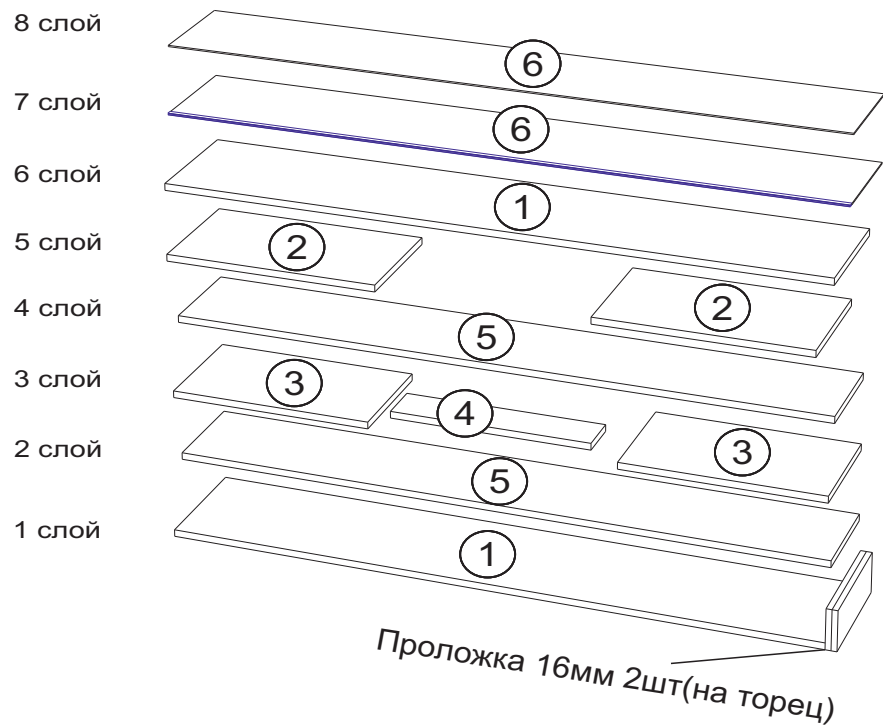 8 слой
6
7 слой
6
6 слой
1
5 слой
2
2
4 слой
5
3 слой
3
4
3
2 слой
5
1 слой
1
Проложка 16мм 2шт(на торец)